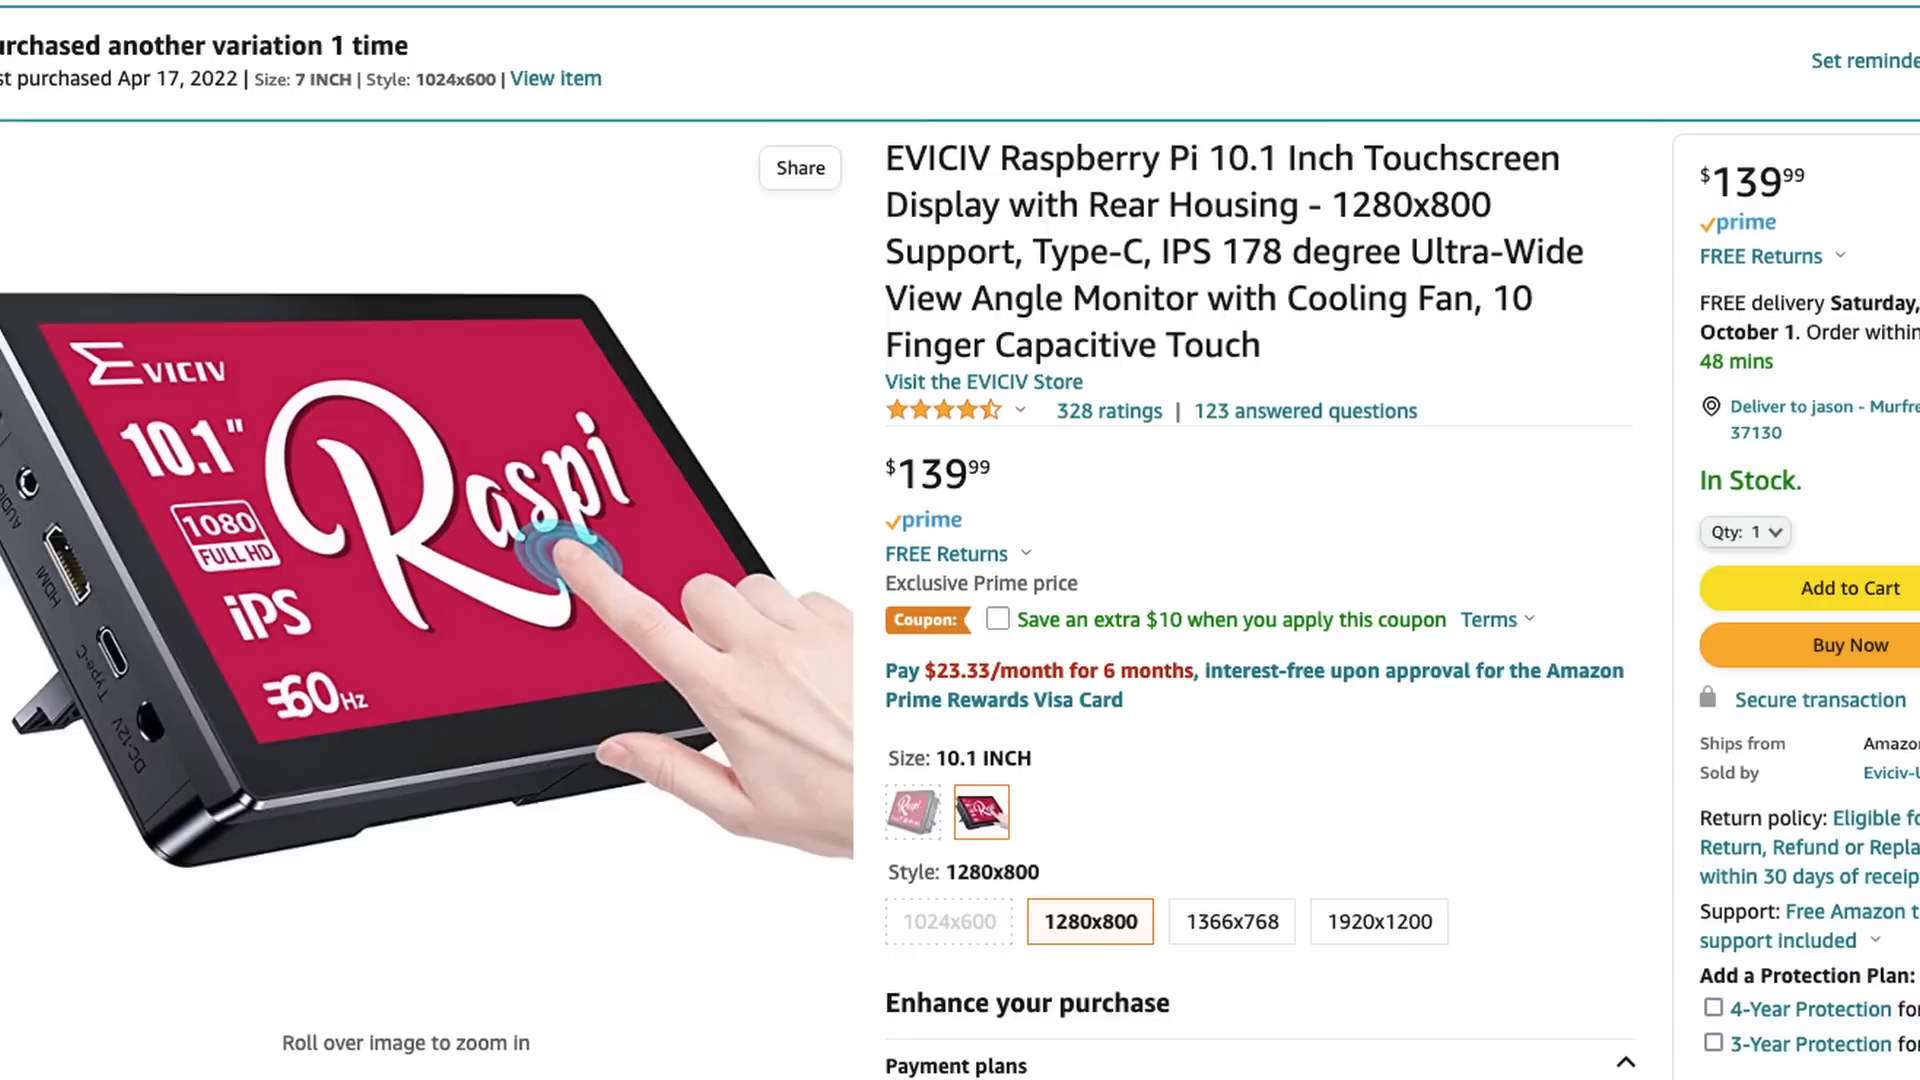 urchased another variation 1 time
st purchased Apr 17, 2022 | Size: 7 INCH | Style: 1024x600 | View item
Set reminde
Share
EVICIV
10.1"
1080
FULL HD
iPS
60Hz
Raspi
AUDIO
HDMI
Type-C
DC-12V
Roll over image to zoom in
EVICIV Raspberry Pi 10.1 Inch Touchscreen
Display with Rear Housing - 1280x800
Support, Type-C, IPS 178 degree Ultra-Wide
View Angle Monitor with Cooling Fan, 10
Finger Capacitive Touch
Visit the EVICIV Store
328 ratings | 123 answered questions
$139.99
prime
FREE Returns
Exclusive Prime price
Coupon: Save an extra $10 when you apply this coupon Terms
Pay $23.33/month for 6 months, interest-free upon approval for the Amazon
Prime Rewards Visa Card
Size: 10.1 INCH
Style: 1280x800
1024x600 1280x800 1366x768 1920x1200
Enhance your purchase
Payment plans
$139.99
prime
FREE Returns
FREE delivery Saturday,
October 1. Order within
48 mins
Deliver to jason - Murfre
37130
In Stock.
Qty: 1
Add to Cart
Buy Now
Secure transaction
Ships from Amazon
Sold by Eviciv-U
Return policy: Eligible fo
Return, Refund or Repla
within 30 days of receip
Support: Free Amazon t
support included
Add a Protection Plan:
4-Year Protection for
3-Year Protection for